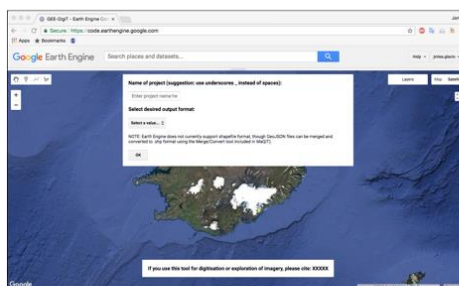 GEE DigiT - Earth Engine Co
Secure https://code.earthengine.google.com
Apps Bookmarks
Google Earth Engine Search places and datasets...
Help
Layers Map
Name of project (suggestion: use underscores _ instead of spaces):
Enter project name he
Select desired output format:
Select a value...
NOTE: Earth Engine does not currently support shapefile format, though GeoJSON files can be merged and
converted to .shp format using the Merge/Convert tool included in MaQiT).
OK
If you use this tool for digitisation or exploration of imagery, please cite: XXXXX
Google